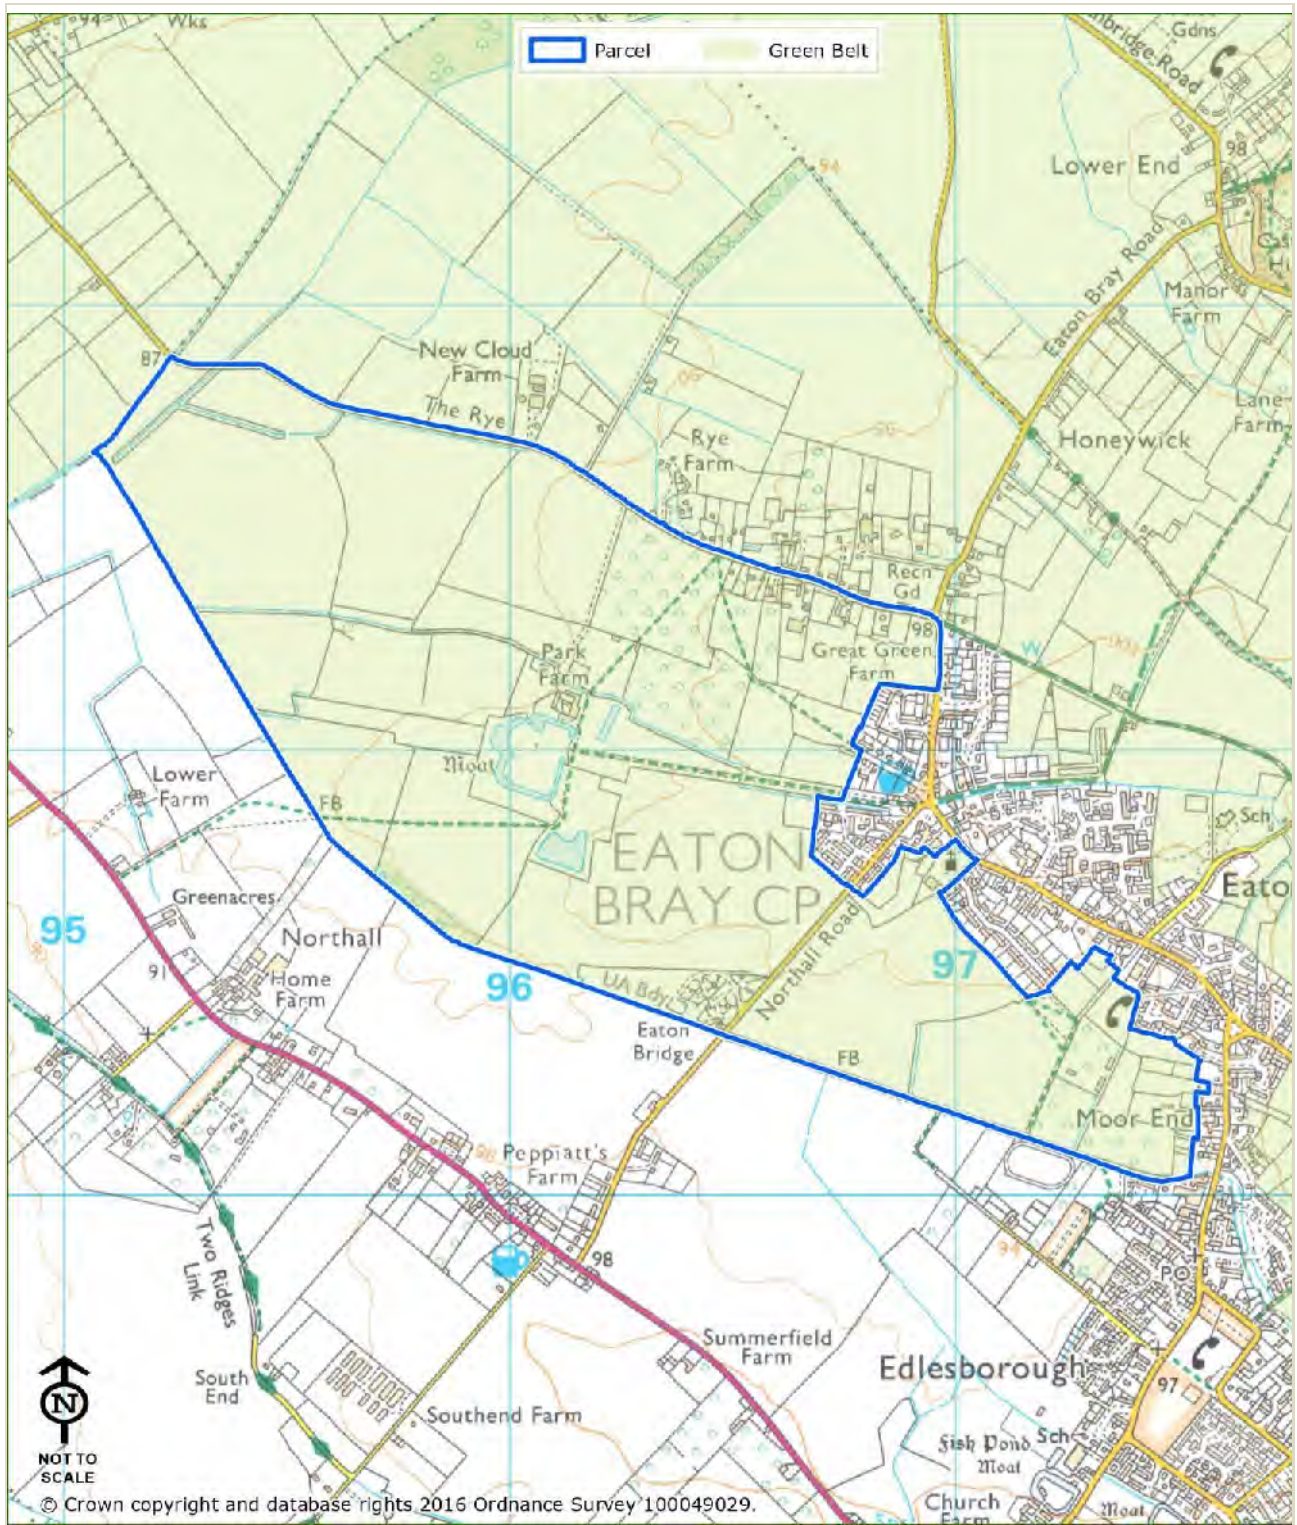 94
Wks
Parcel
Green Belt
nbridge Road
Gdns
98
Lower End
94
Eaton Bray Road
Manor
Farm
87
New Cloud
Farm
The Rye
Rye
Farm
Honeywick
Lane
Farm
Recn
Gd
98
Great Green
Farm
W
Park
Farm
Moat
Lower
Farm
FB
Sch
EATON
BRAY CP
Eato
Greenacres
95
Northall
91
Home
Farm
96
97
UA Bdy
Northall Road
Eaton
Bridge
FB
Moor End
Peppiatt's
Farm
98
94
PO
Two Ridges
Link
Summerfield
Farm
Edlesborough
97
South
End
Southend Farm
N
NOT TO
SCALE
Fish Pond
Sch
Moat
Church
Farm
Moat
© Crown copyright and database rights 2016 Ordnance Survey 100049029.